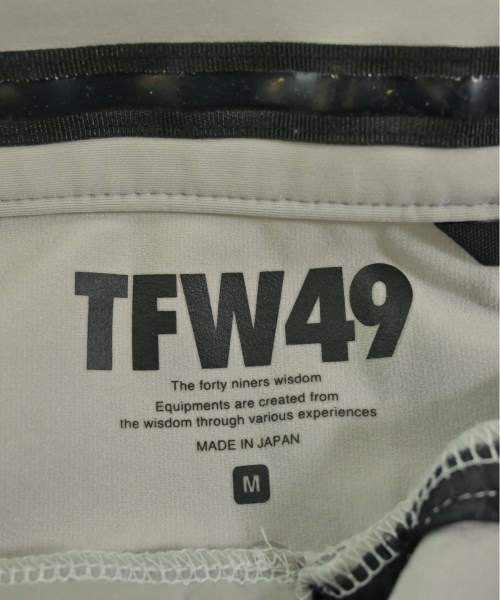 TFW49
The forty niners wisdom
Equipments are created from
the wisdom through various experiences
MADE IN JAPAN
M